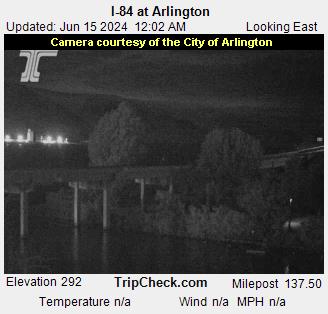 I-84 at Arlington
Updated: Jun 15 2024 12:02 AM Looking East
Camera courtesy of the City of Arlington
Elevation 292 TripCheck.com Milepost 137.50
Temperature n/a Wind n/a MPH n/a